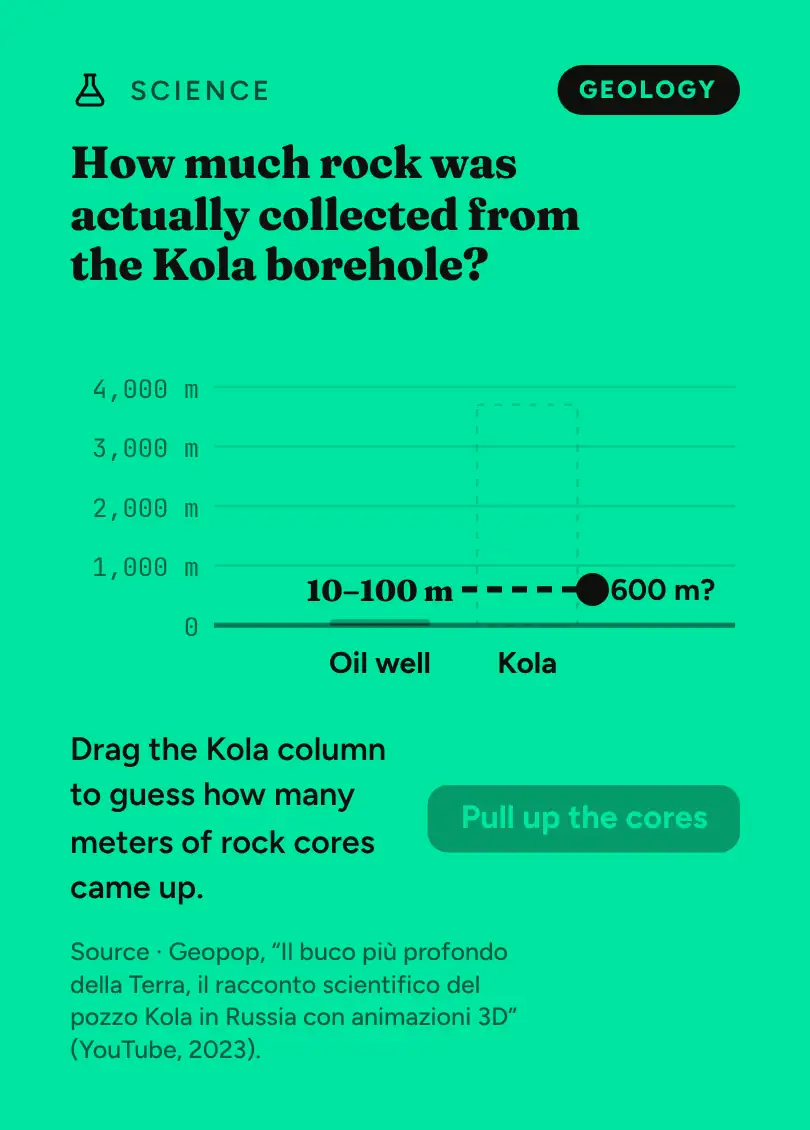 SCIENCE
GEOLOGY
How much rock was
actually collected from
the Kola borehole?
4,000 m
3,000 m
2,000 m
1,000 m
10–100 m
600 m?
0
Oil well
Kola
Drag the Kola column
to guess how many
meters of rock cores
came up.
Pull up the cores
Source · Geopop, “Il buco più profondo
della Terra, il racconto scientifico del
pozzo Kola in Russia con animazioni 3D”
(YouTube, 2023).